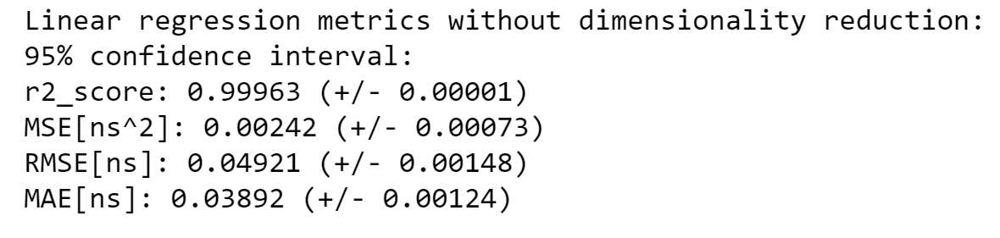 Linear regression metrics without dimensionality reduction:
95% confidence interval:
r2_score: 0.99963 (+/- 0.00001)
MSE[ns^2]: 0.00242 (+/- 0.00073)
RMSE[ns]: 0.04921 (+/- 0.00148)
MAE[ns]: 0.03892 (+/- 0.00124)